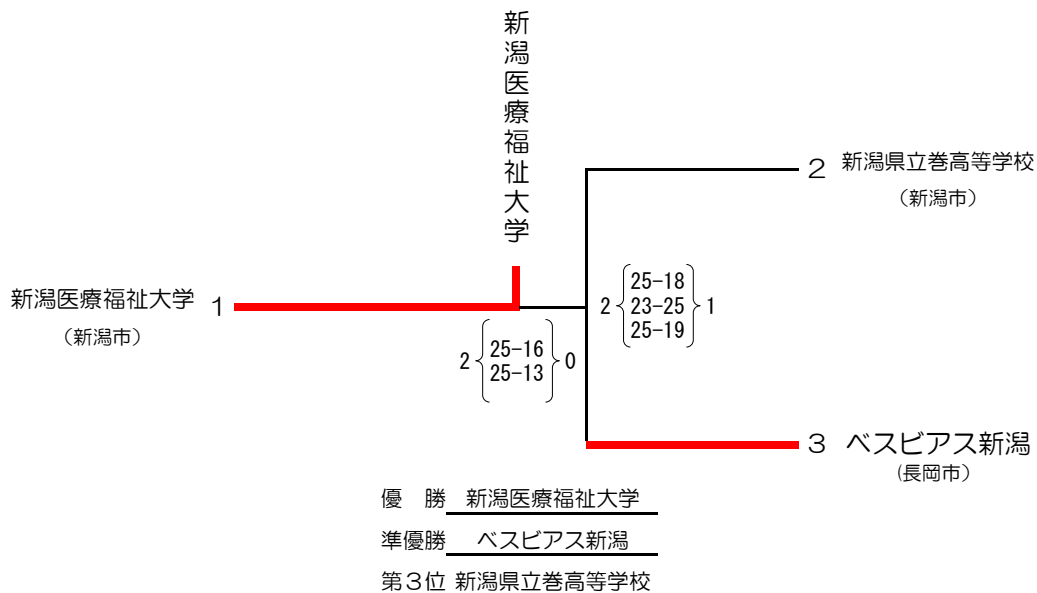 新潟医療福祉大学
2 新潟県立巻高等学校
（新潟市）
新潟医療福祉大学 1
（新潟市）
2 25-18 1
23-25
25-19
2 25-16 0
25-13
3 ベスビアス新潟
(長岡市)
優　勝 新潟医療福祉大学
準優勝 ベスビアス新潟
第3位 新潟県立巻高等学校